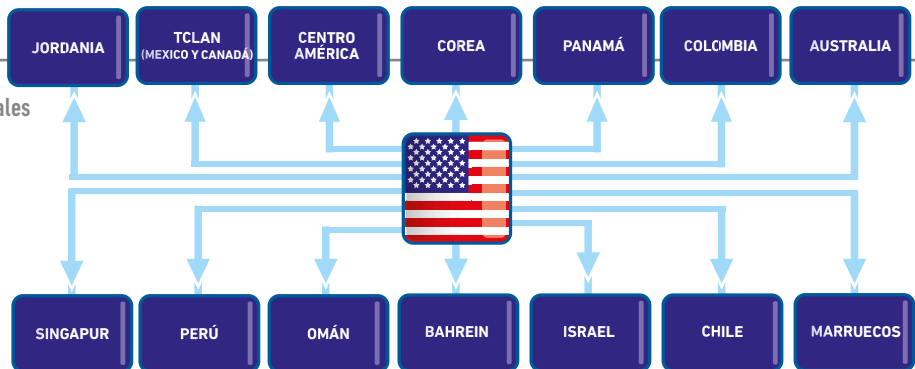 JORDANIA
TCLAN
(MEXICO Y CANADÁ)
CENTRO
AMÉRICA
COREA
PANAMÁ
COLOMBIA
AUSTRALIA
ales
SINGAPUR
PERÚ
OMÁN
BAHREIN
ISRAEL
CHILE
MARRUECOS